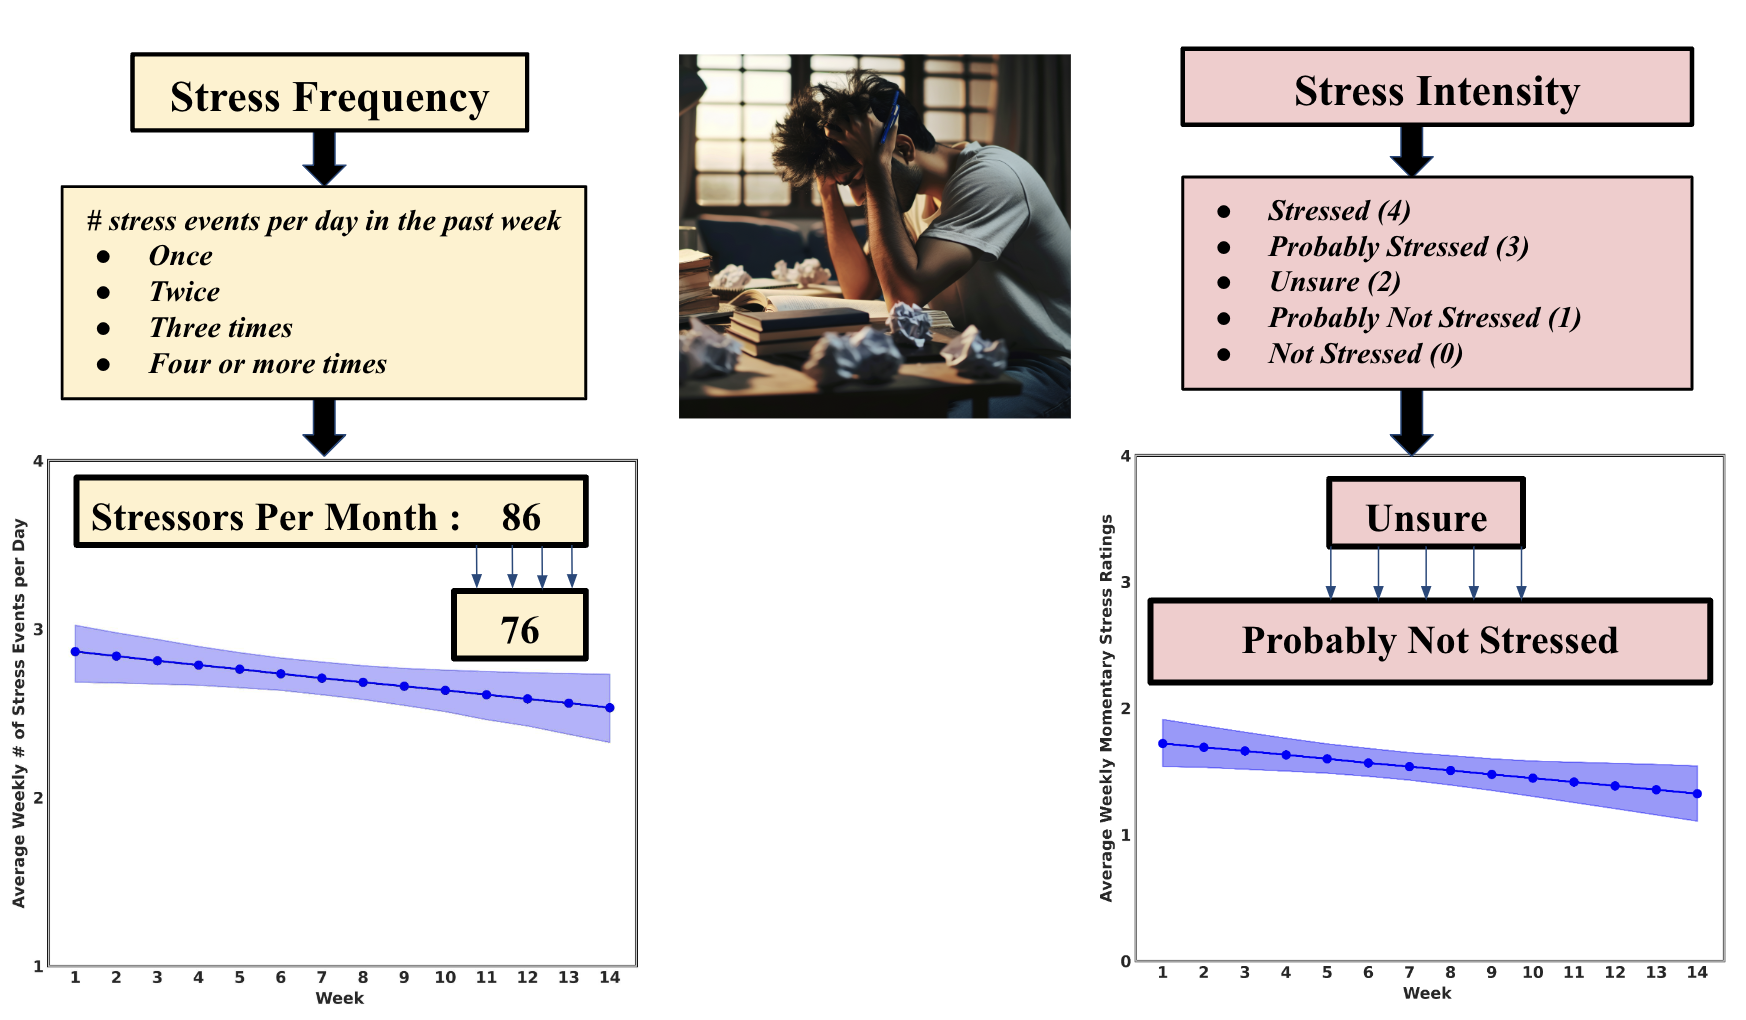 Stress Frequency
# stress events per day in the past week
● Once
● Twice
● Three times
● Four or more times
4
3
2
1
Average Weekly # of Stress Events per Day
Stressors Per Month : 86
76
1 2 3 4 5 6 7 8 9 10 11 12 13 14
Week
Stress Intensity
● Stressed (4)
● Probably Stressed (3)
● Unsure (2)
● Probably Not Stressed (1)
● Not Stressed (0)
4
3
2
1
0
Average Weekly Momentary Stress Ratings
Unsure
Probably Not Stressed
1 2 3 4 5 6 7 8 9 10 11 12 13 14
Week